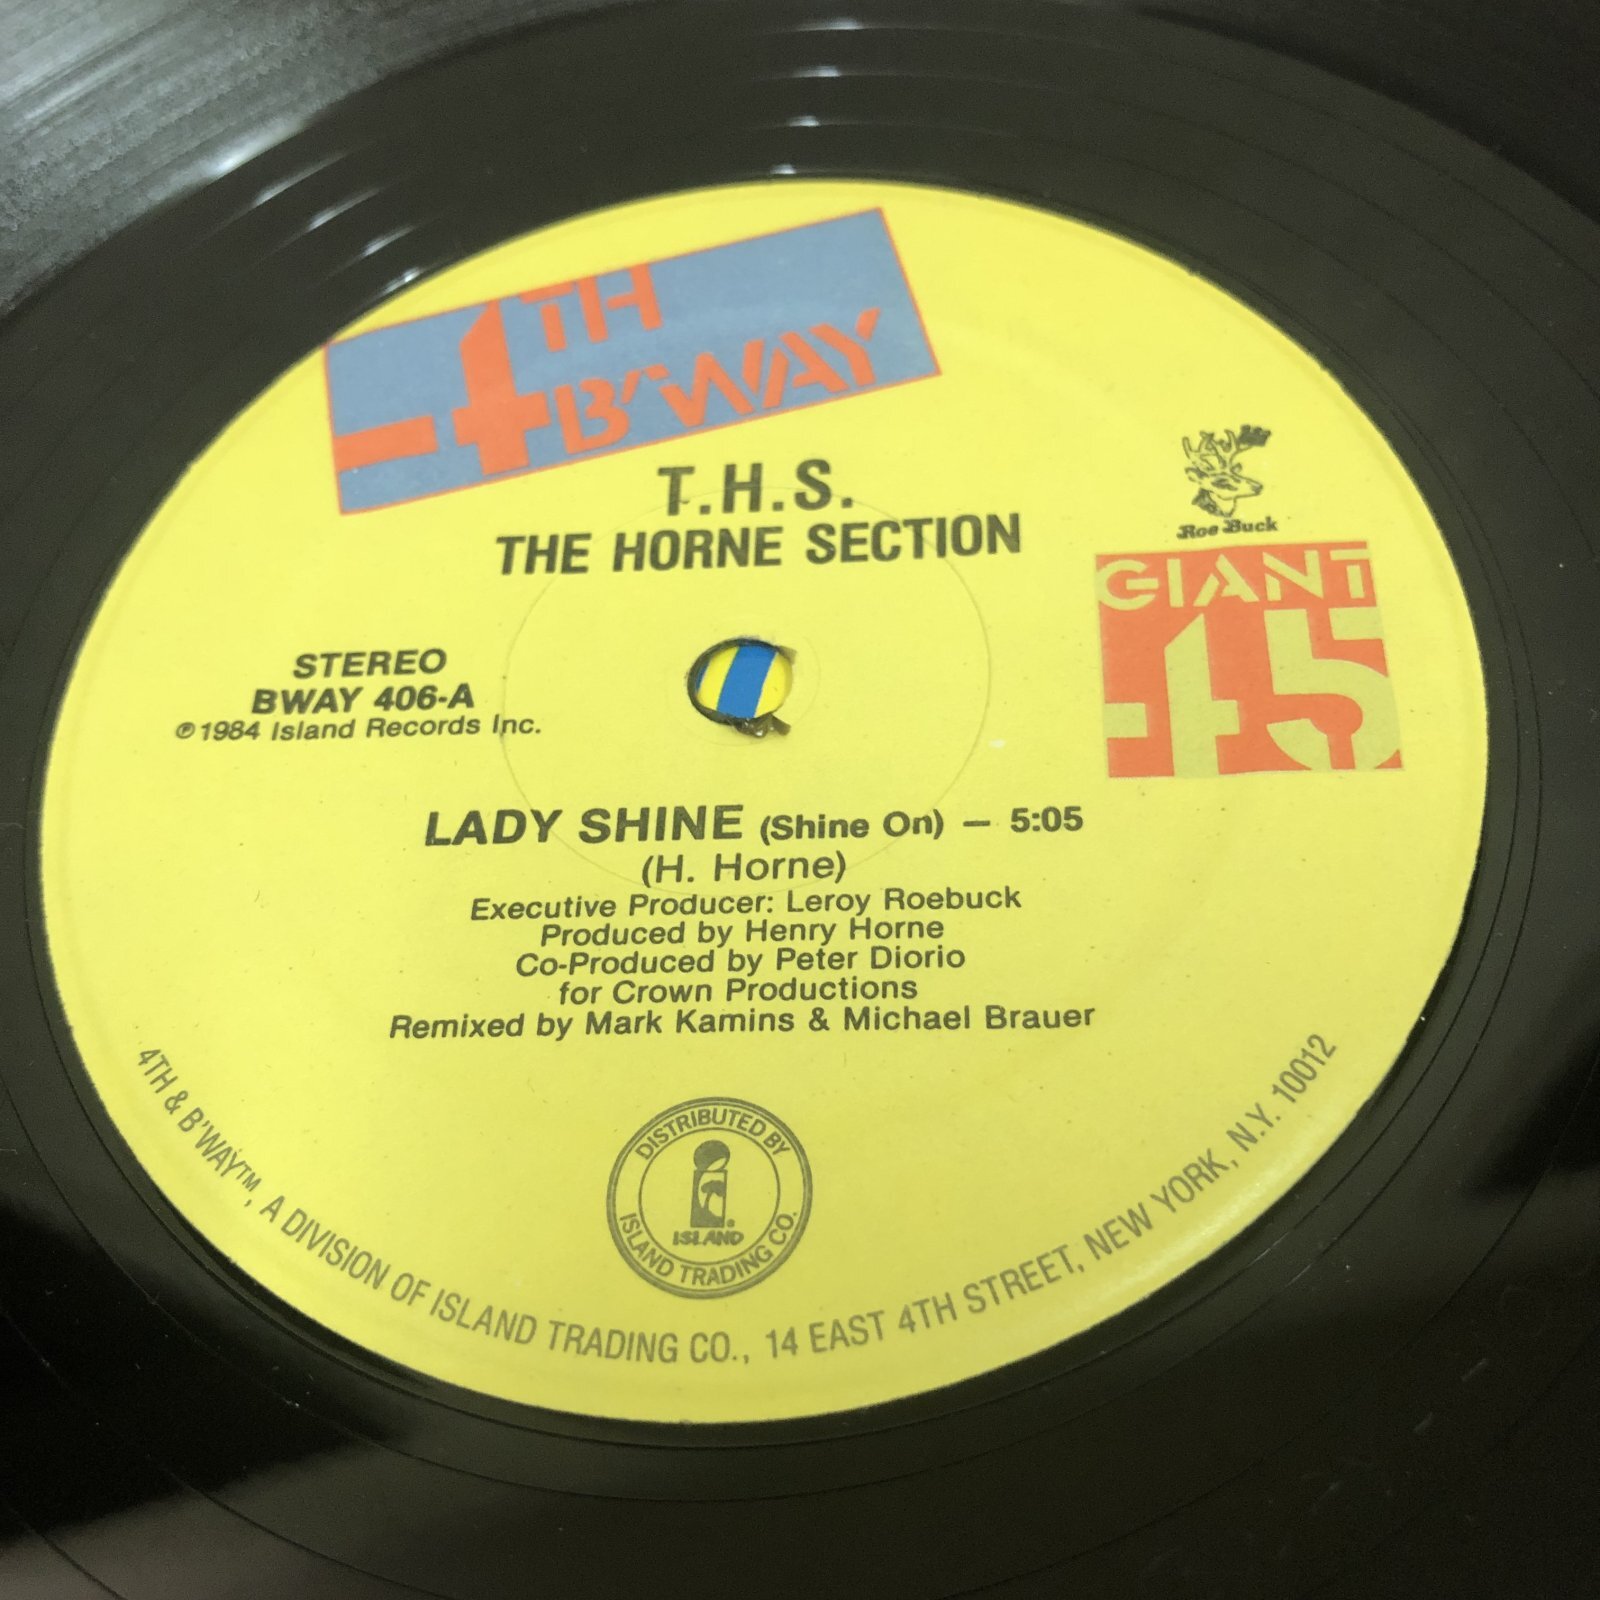 4TH
B'WAY
T.H.S.
THE HORNE SECTION
Roe Buck
GIANT
45
STEREO
BWAY 406-A
℗1984 Island Records Inc.
LADY SHINE (Shine On) — 5:05
(H. Horne)
Executive Producer: Leroy Roebuck
Produced by Henry Horne
Co-Produced by Peter Diorio
for Crown Productions
Remixed by Mark Kamins & Michael Brauer
DISTRIBUTED BY
ISLAND®
ISLAND TRADING CO.
4TH & B'WAY™, A DIVISION OF ISLAND TRADING CO., 14 EAST 4TH STREET, NEW YORK, N.Y. 10012